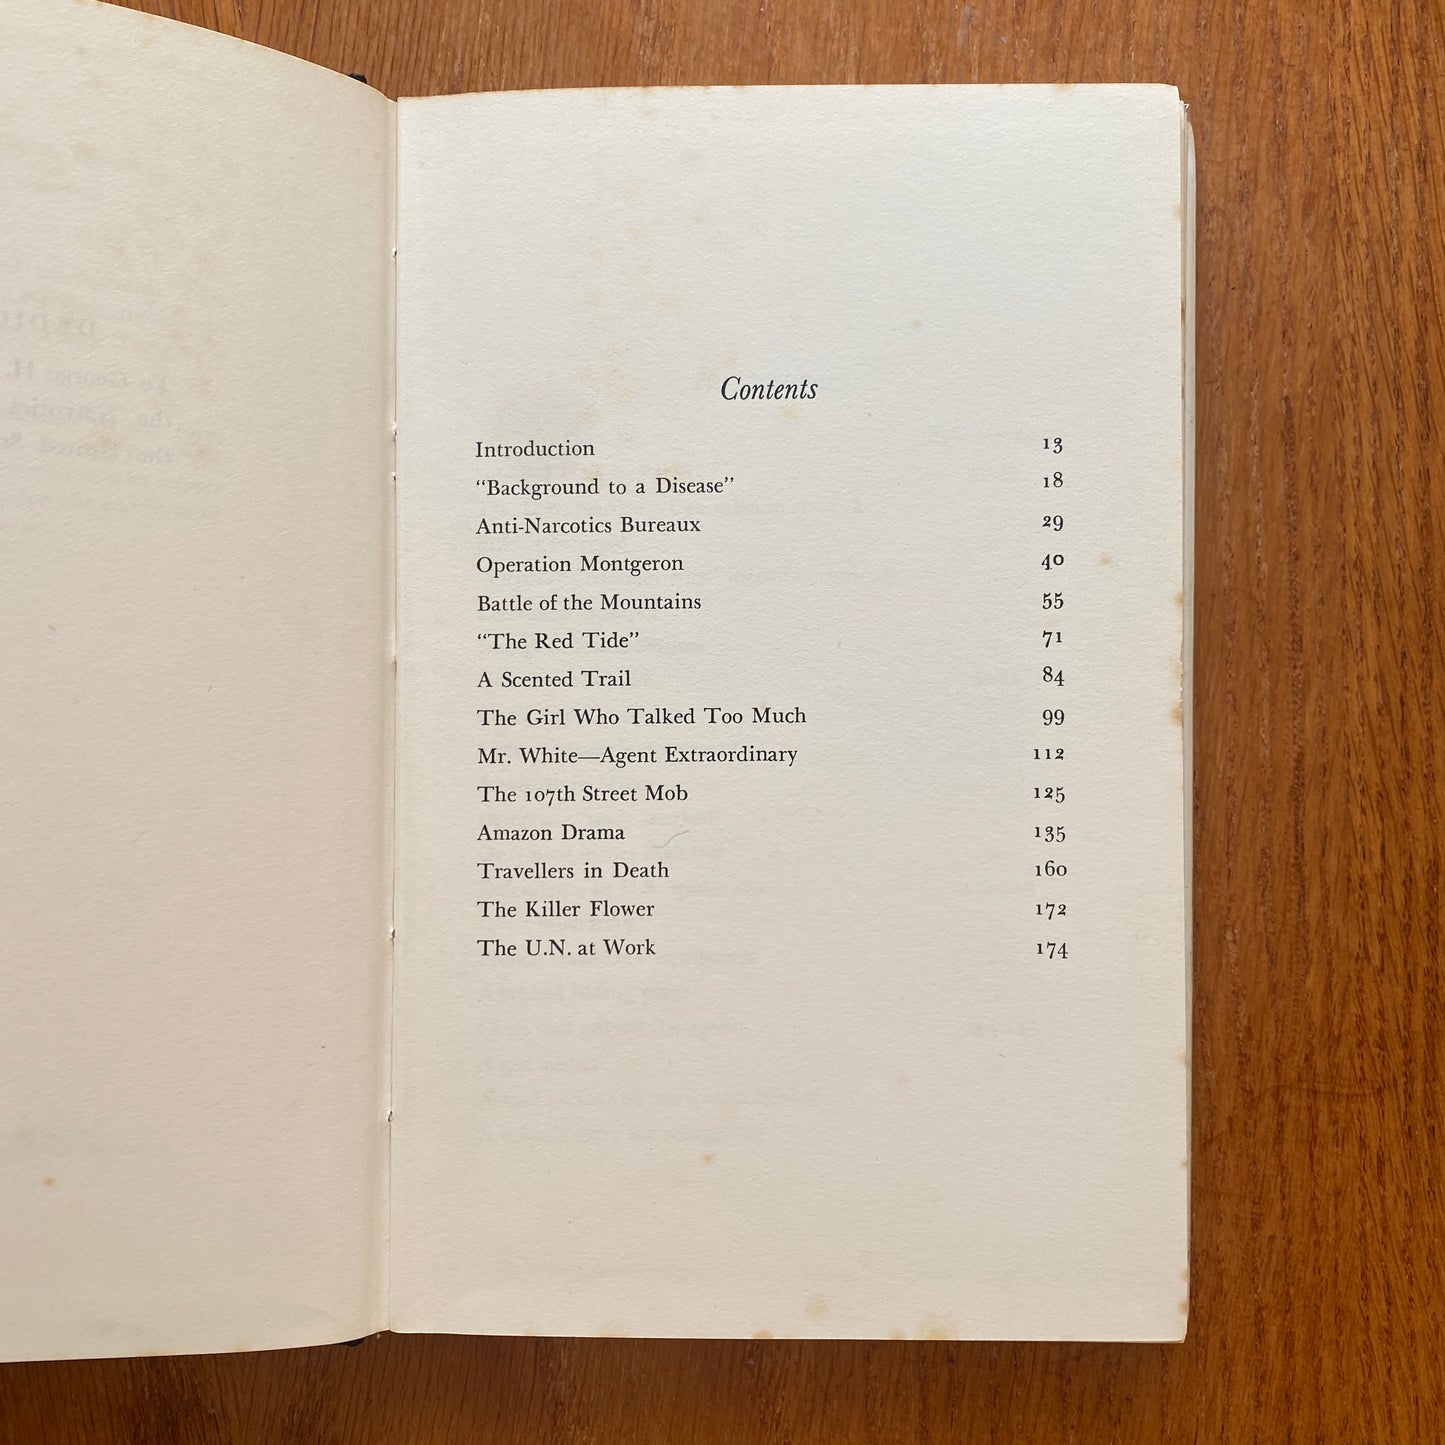 Contents
Introduction 13
“Background to a Disease” 18
Anti-Narcotics Bureaux 29
Operation Montgeron 40
Battle of the Mountains 55
“The Red Tide” 71
A Scented Trail 84
The Girl Who Talked Too Much 99
Mr. White—Agent Extraordinary 112
The 107th Street Mob 125
Amazon Drama 135
Travellers in Death 160
The Killer Flower 172
The U.N. at Work 174